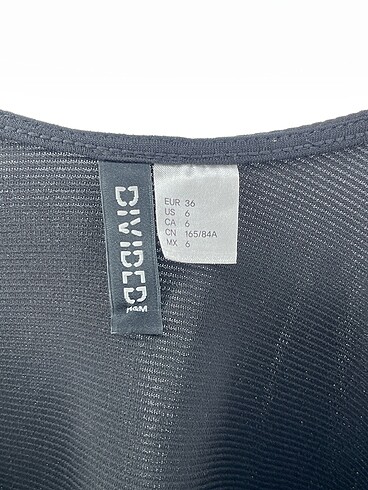 DIVIDED
H&M
EUR 36
US 6
CA 6
CN 165/84A
MX 6